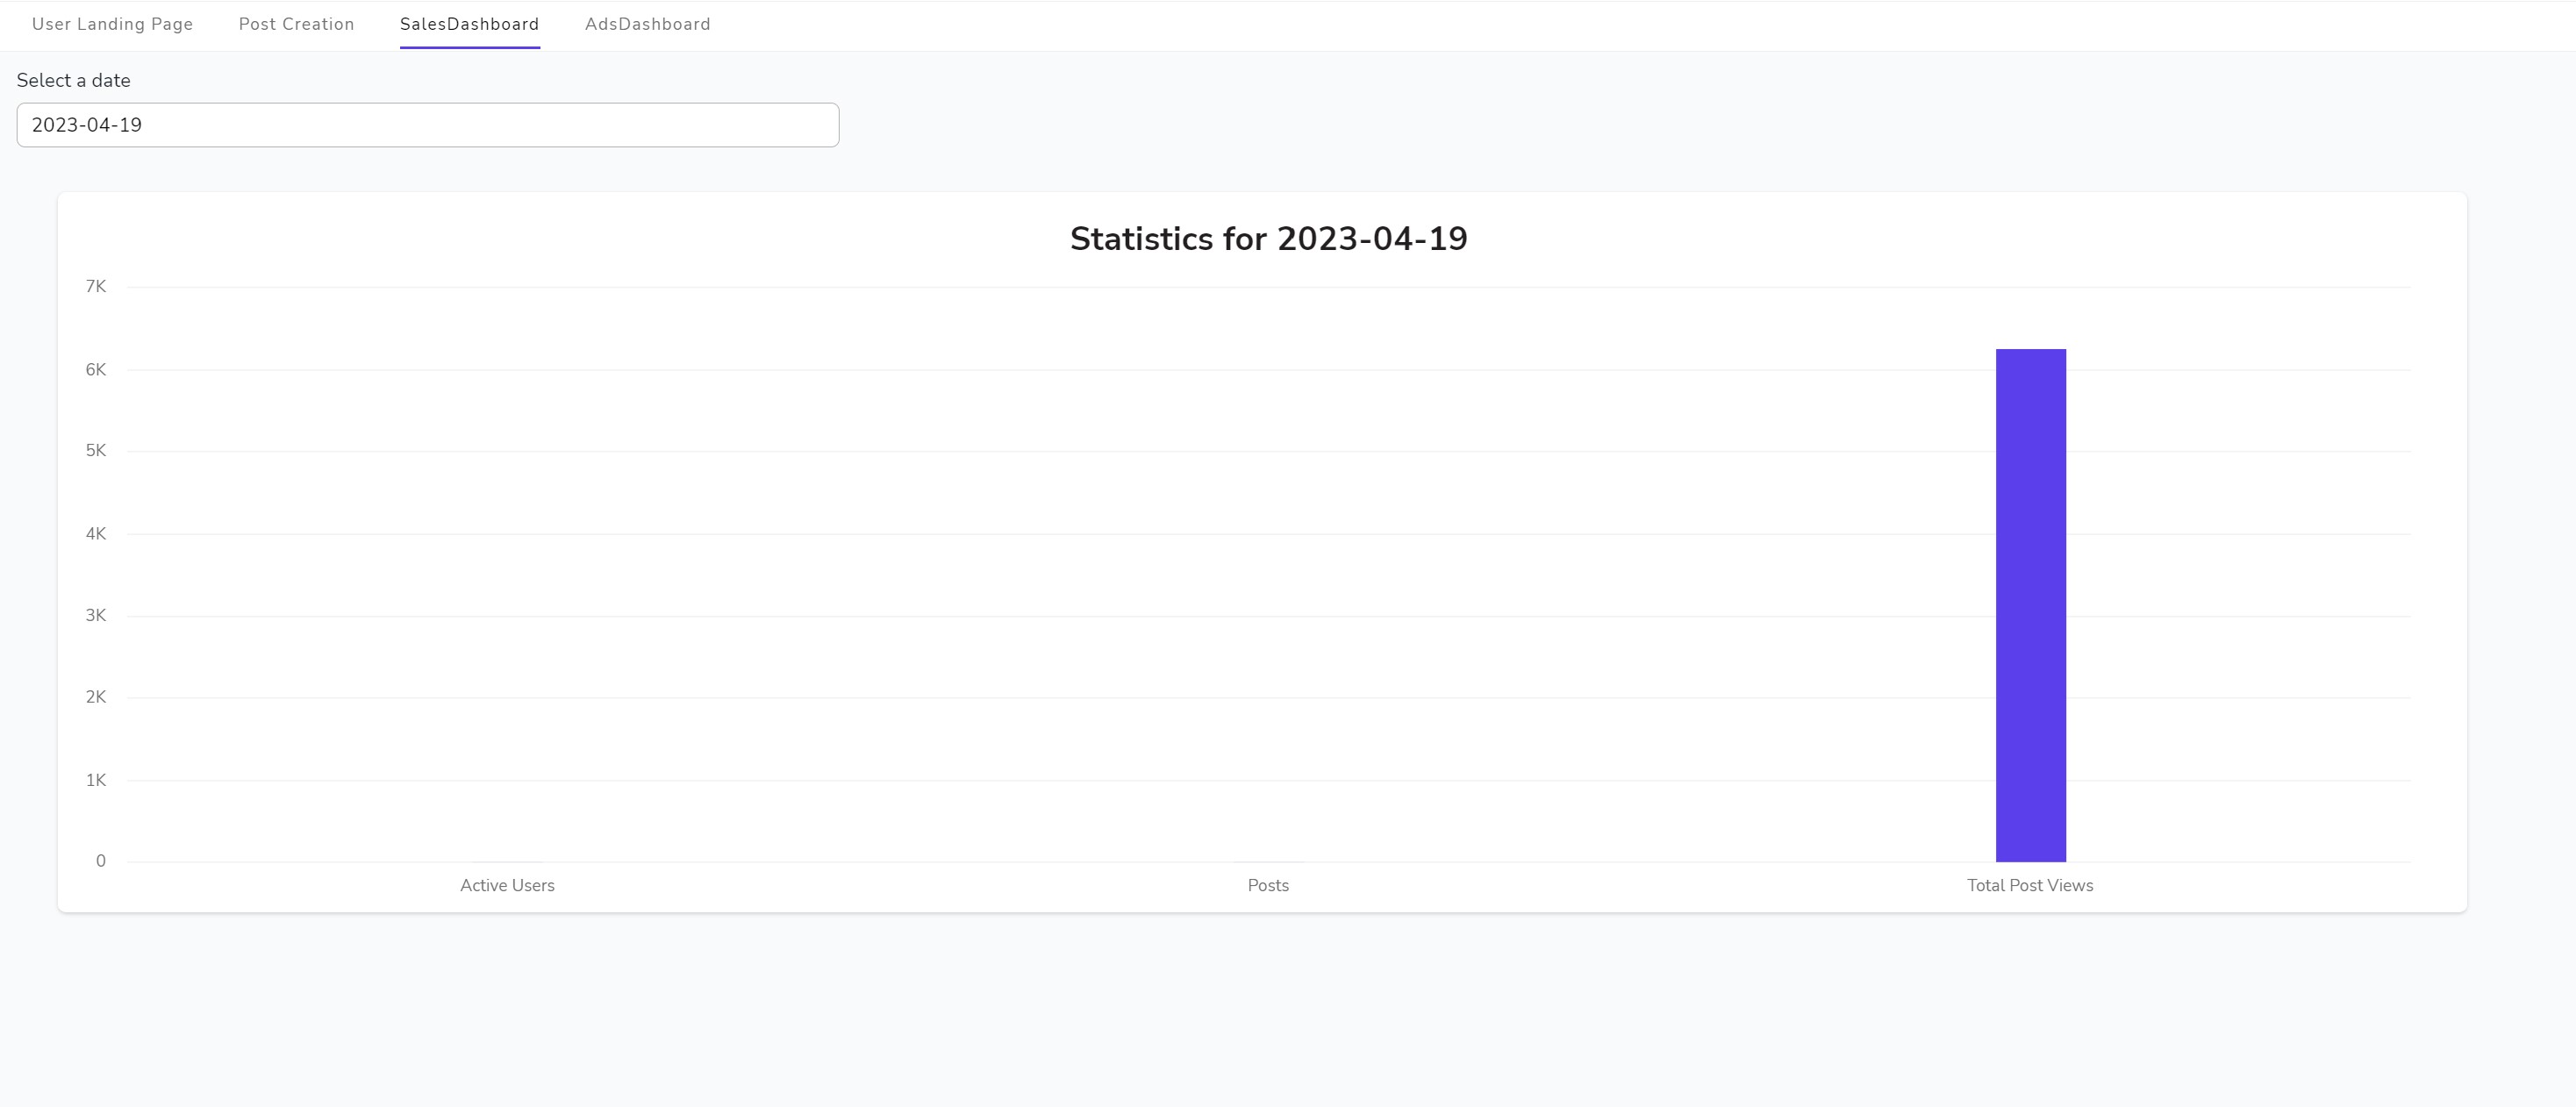 User Landing Page Post Creation SalesDashboard AdsDashboard
Select a date
2023-04-19
Statistics for 2023-04-19
7K
6K
5K
4K
3K
2K
1K
0
Active Users Posts Total Post Views